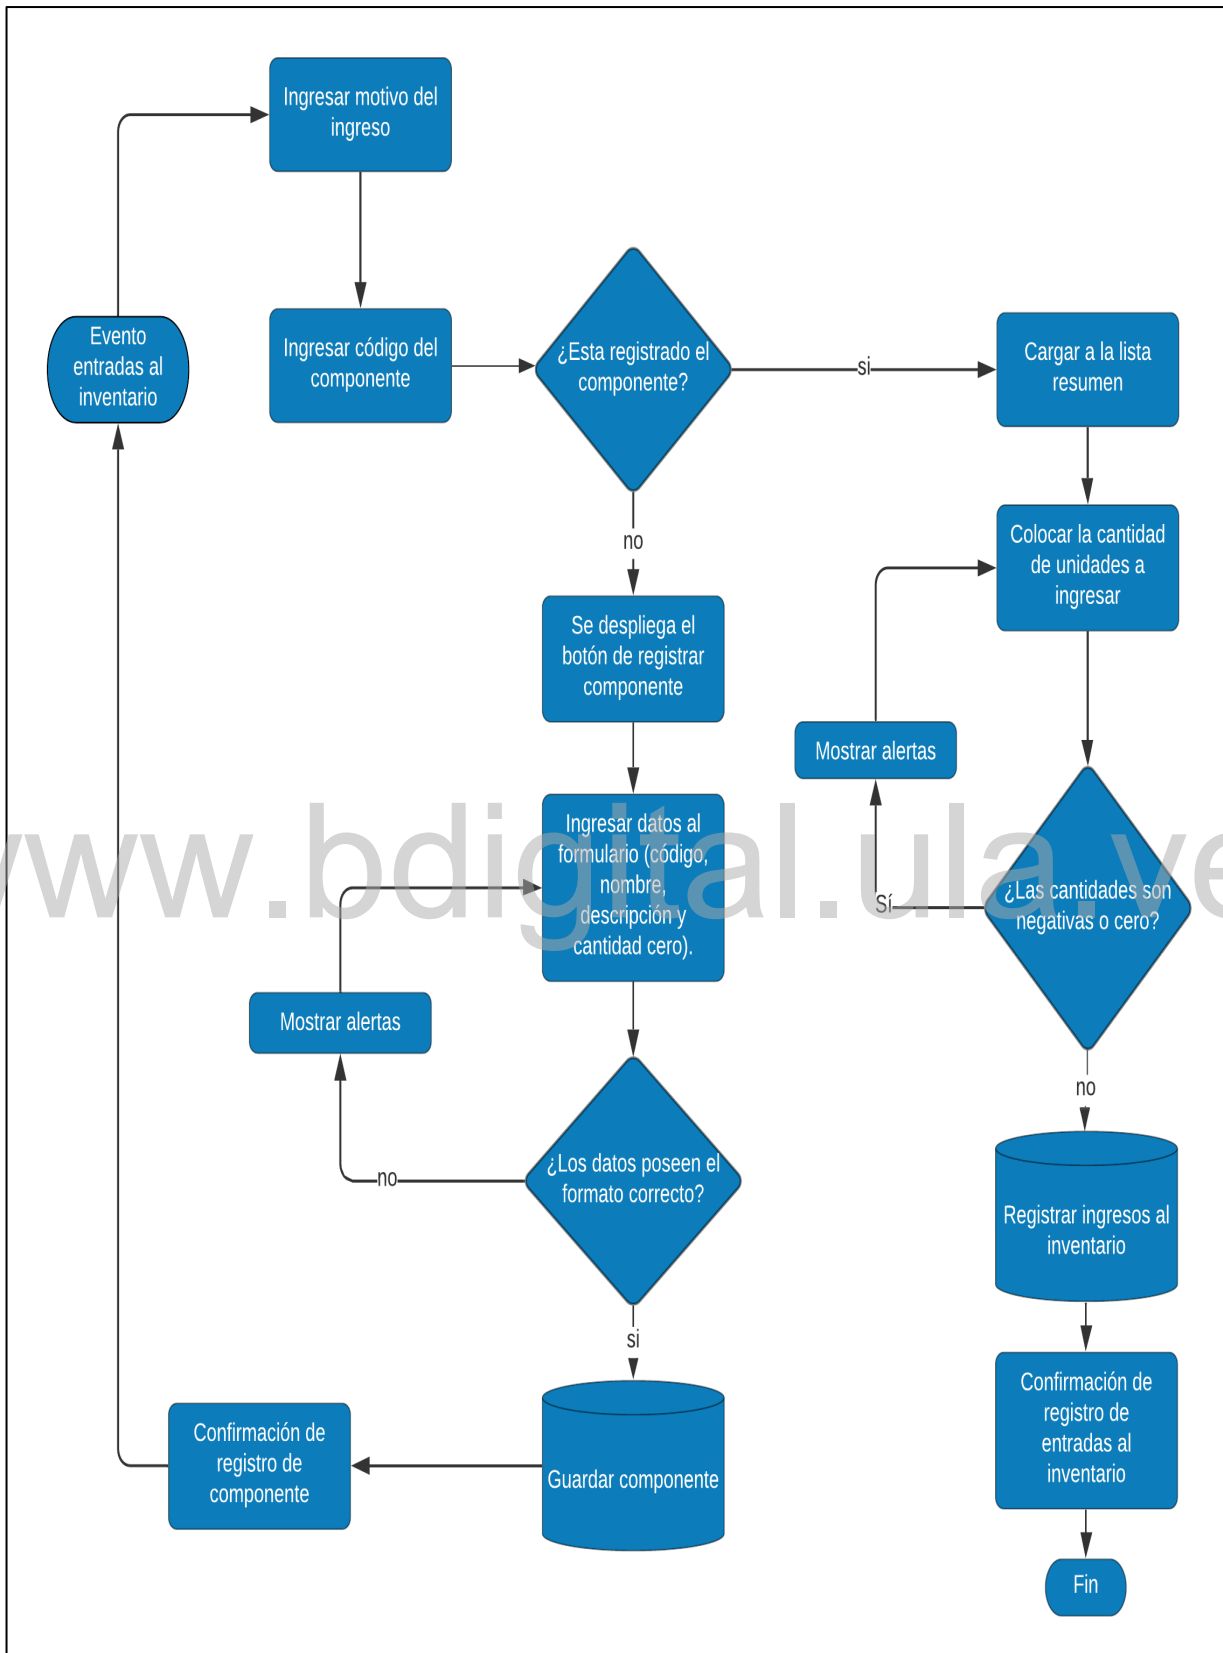 Ingresar motivo del
ingreso
Evento
entradas al
inventario
Ingresar código del
componente
¿Esta registrado el
componente?
si
Cargar a la lista
resumen
no
Colocar la cantidad
de unidades a
ingresar
Se despliega el
botón de registrar
componente
Mostrar alertas
Ingresar datos al
formulario (código,
nombre,
descripción y
cantidad cero).
www.bdigital.ula.ve
Sí
¿Las cantidades son
negativas o cero?
Mostrar alertas
no
¿Los datos poseen el
formato correcto?
no
Registrar ingresos al
inventario
si
Confirmación de
registro de
componente
Guardar componente
Confirmación de
registro de
entradas al
inventario
Fin